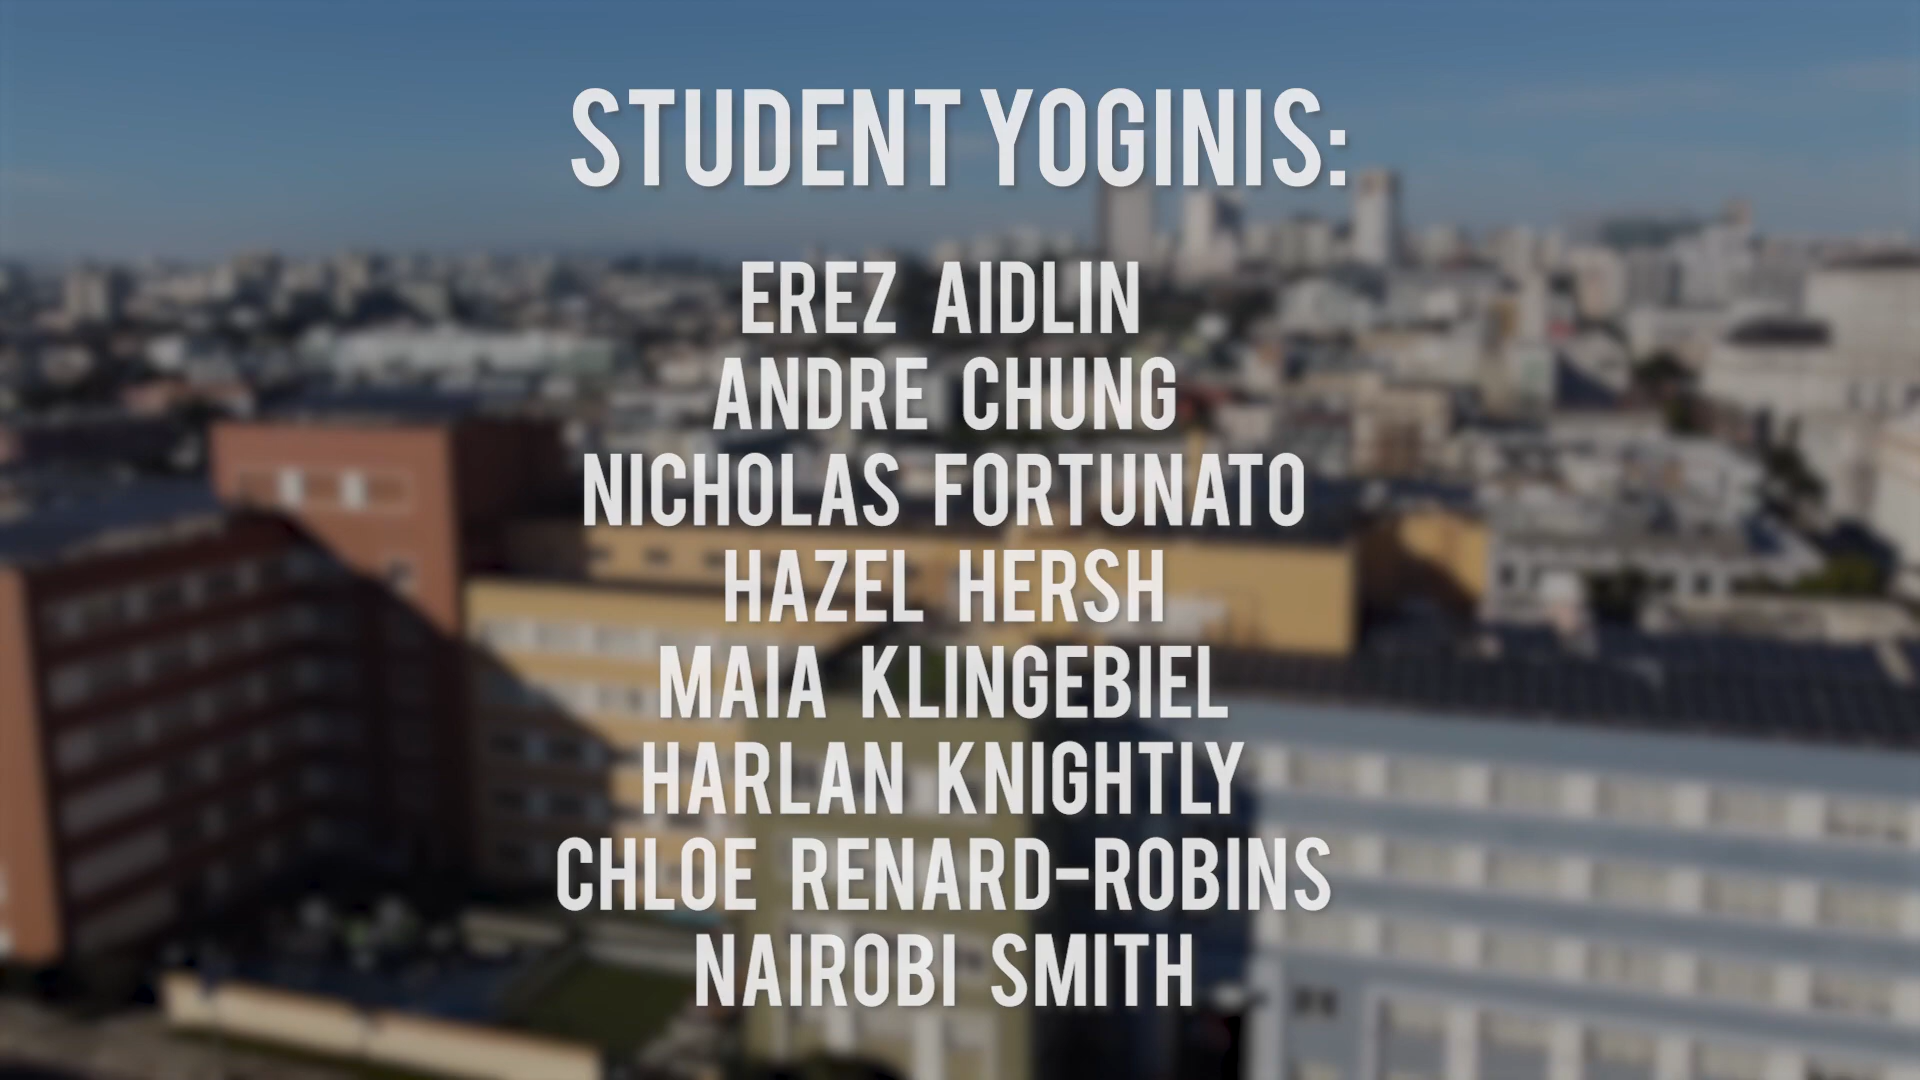 STUDENT YOGINIS:
EREZ AIDLIN
ANDRE CHUNG
NICHOLAS FORTUNATO
HAZEL HERSH
MAIA KLINGEBIEL
HARLAN KNIGHTLY
CHLOE RENARD-ROBINS
NAIROBI SMITH